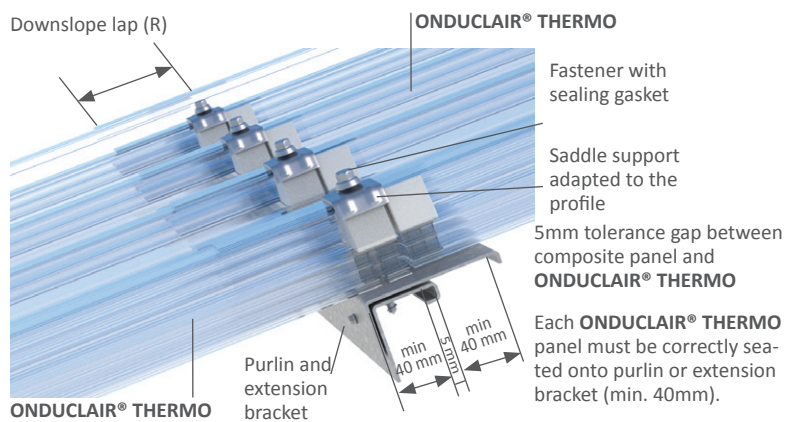 Downslope lap (R)
ONDUCLAIR® THERMO
Fastener with
sealing gasket
Saddle support
adapted to the
profile
5mm tolerance gap between
composite panel and
ONDUCLAIR® THERMO
Each ONDUCLAIR® THERMO
panel must be correctly sea-
ted onto purlin or extension
bracket (min. 40mm).
min
40 mm
5 mm
min
40 mm
Purlin and
extension
bracket
ONDUCLAIR® THERMO